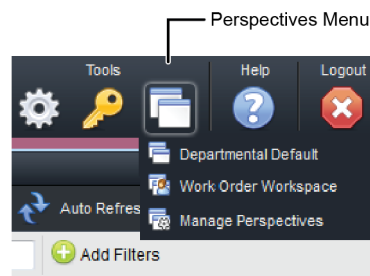 Perspectives Menu
Tools
Help
Logout
Departmental Default
Work Order Workspace
Auto Refres
Manage Perspectives
Add Filters